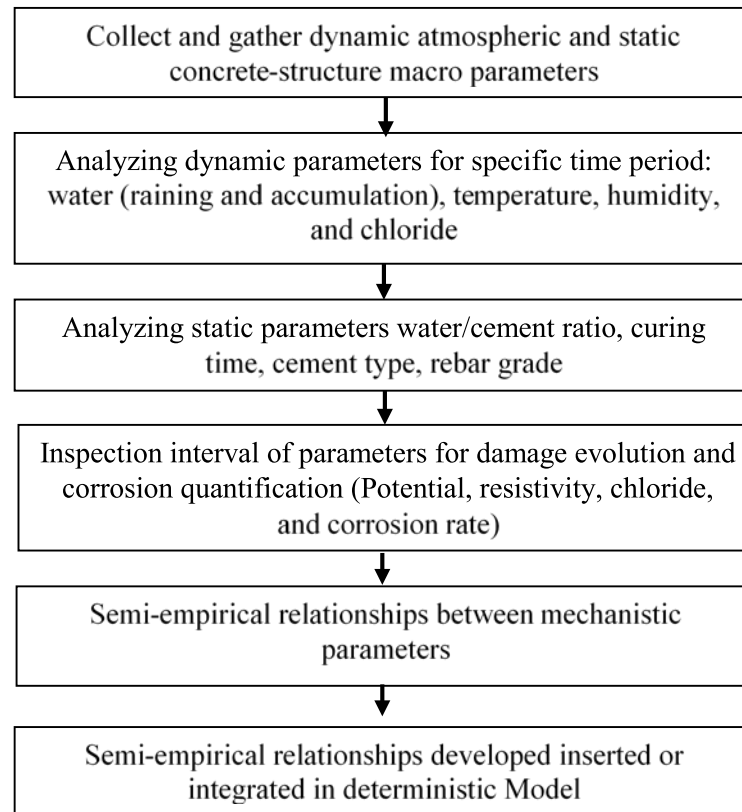 Collect and gather dynamic atmospheric and static
concrete-structure macro parameters
Analyzing dynamic parameters for specific time period:
water (raining and accumulation), temperature, humidity,
and chloride
Analyzing static parameters water/cement ratio, curing
time, cement type, rebar grade
Inspection interval of parameters for damage evolution and
corrosion quantification (Potential, resistivity, chloride,
and corrosion rate)
Semi-empirical relationships between mechanistic
parameters
Semi-empirical relationships developed inserted or
integrated in deterministic Model